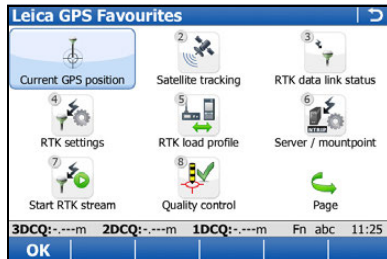 Leica GPS Favourites
Current GPS position
2
Satellite tracking
3
RTK data link status
4
RTK settings
5
RTK load profile
6
NTRIP
Server / mountpoint
7
Start RTK stream
8
Quality control
Page
3DCQ:-.---m 2DCQ:-.---m 1DCQ:-.---m Fn abc 11:25
OK